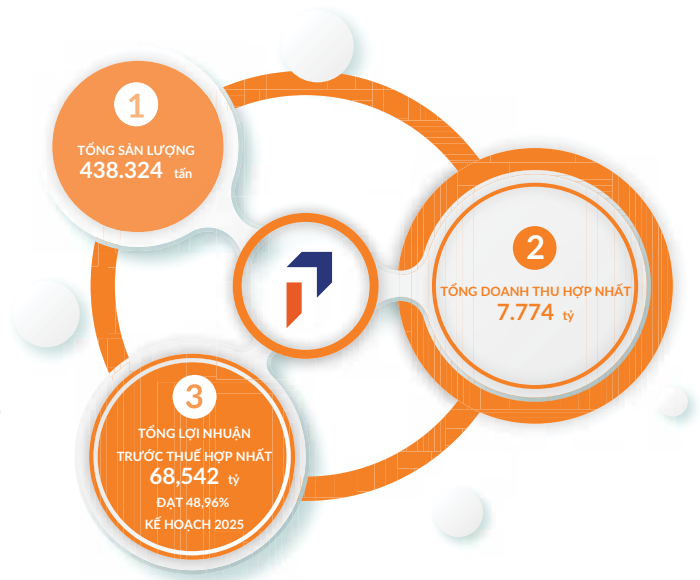 1
TỔNG SẢN LƯỢNG
438.324 tấn
2
TỔNG DOANH THU HỢP NHẤT
7.774 tỷ
3
TỔNG LỢI NHUẬN
TRƯỚC THUẾ HỢP NHẤT
68,542 tỷ
ĐẠT 48,96%
KẾ HOẠCH 2025